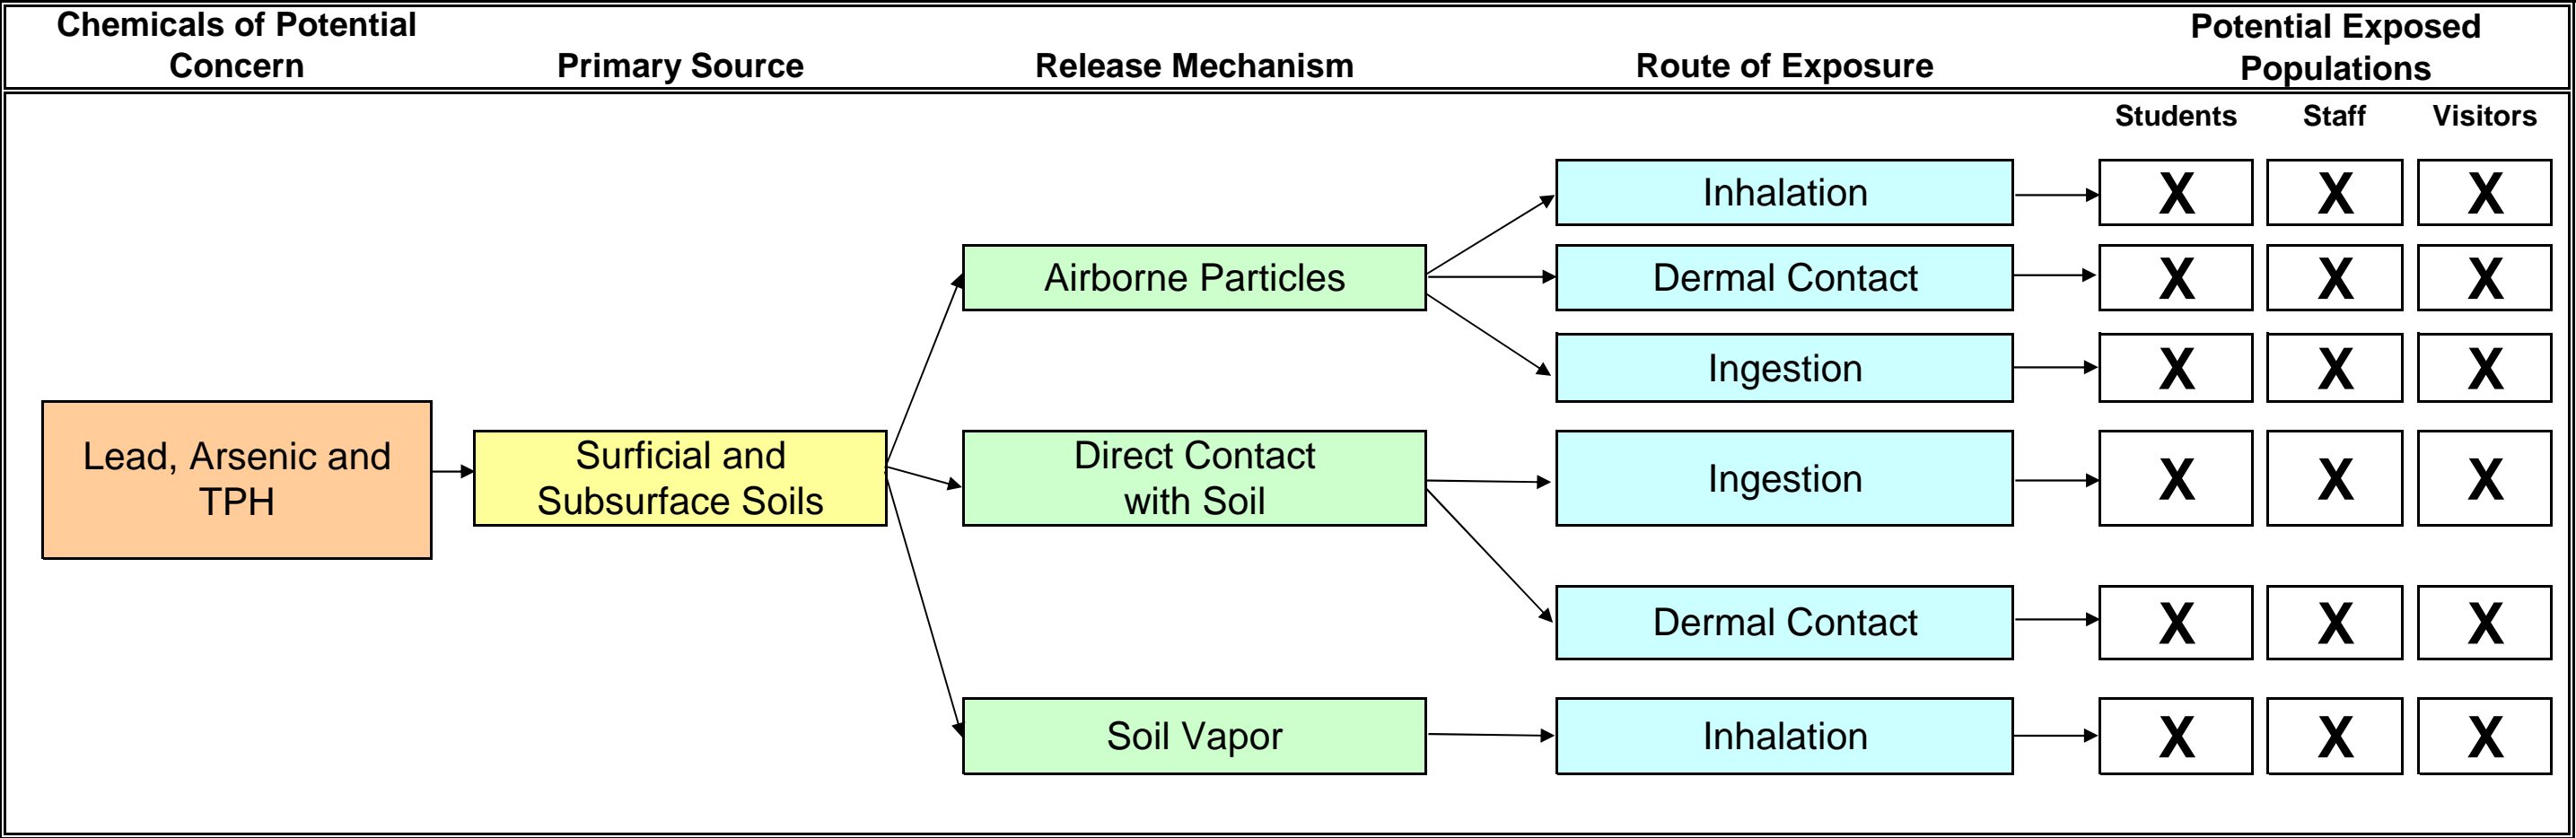 Chemicals of Potential
Concern
Primary Source
Release Mechanism
Route of Exposure
Potential Exposed
Populations
Students Staff Visitors
Inhalation
X X X
Airborne Particles
Dermal Contact
X X X
Ingestion
X X X
Lead, Arsenic and
TPH
Surficial and
Subsurface Soils
Direct Contact
with Soil
Ingestion
X X X
Dermal Contact
X X X
Soil Vapor
Inhalation
X X X